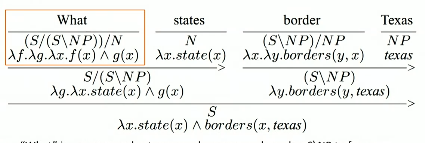 What states border Texas
(S/(S\NP))/N N (S\NP)/NP NP
λf.λg.λx.f(x) ∧ g(x) λx.state(x) λx.λy.borders(y, x) texas
S/(S\NP) (S\NP)
λg.λx.state(x) ∧ g(x) λy.borders(y, texas)
S
λx.state(x) ∧ borders(x, texas)